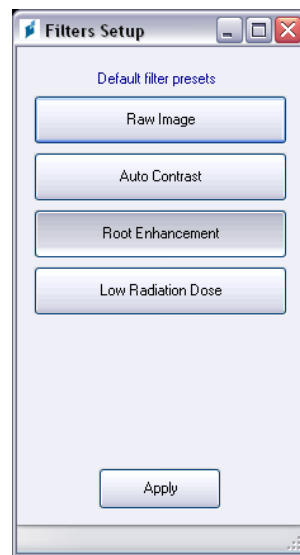 Filters Setup
Default filter presets
Raw Image
Auto Contrast
Root Enhancement
Low Radiation Dose
Apply